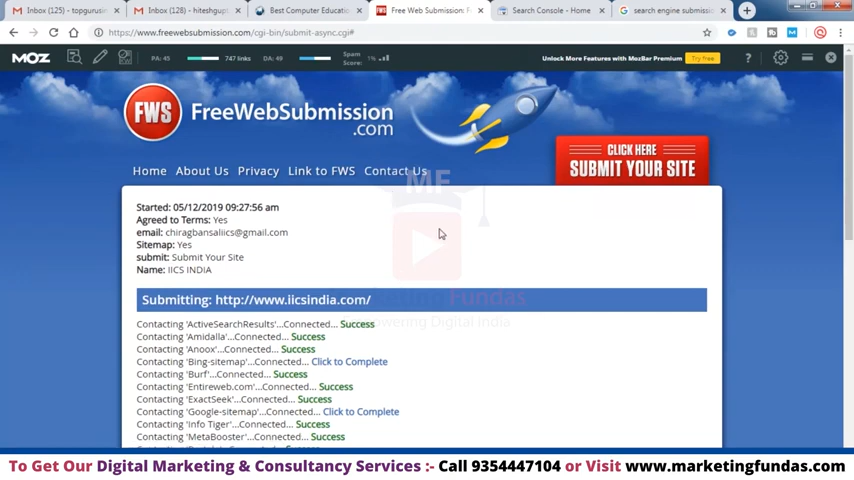 Inbox (125) - topgurusin
Inbox (128) - hiteshgupt
Best Computer Educatio
Free Web Submission: F
Search Console - Home
search engine submissio
https://www.freewebsubmission.com/cgi-bin/submit-async.cgi#
MOZ
PA: 45
747 links
DA: 49
Spam Score: 1%
Unlock More Features with MozBar Premium
Try free
FWS
FreeWebSubmission
.com
CLICK HERE
SUBMIT YOUR SITE
Home About Us Privacy Link to FWS Contact Us
MF
Started: 05/12/2019 09:27:56 am
Agreed to Terms: Yes
email: chiragbansaliics@gmail.com
Sitemap: Yes
submit: Submit Your Site
Name: IICS INDIA
Submitting: http://www.iicsindia.com/
Marketing Fundas
Empowering Digital India
Contacting 'ActiveSearchResults'...Connected... Success
Contacting 'Amidalla'...Connected... Success
Contacting 'Anoox'...Connected... Success
Contacting 'Bing-sitemap'...Connected... Click to Complete
Contacting 'Burf'...Connected... Success
Contacting 'Entireweb.com'...Connected... Success
Contacting 'ExactSeek'...Connected... Success
Contacting 'Google-sitemap'...Connected... Click to Complete
Contacting 'Info Tiger'...Connected... Success
Contacting 'MetaBooster'...Connected... Success
To Get Our Digital Marketing & Consultancy Services :- Call 9354447104 or Visit www.marketingfundas.com